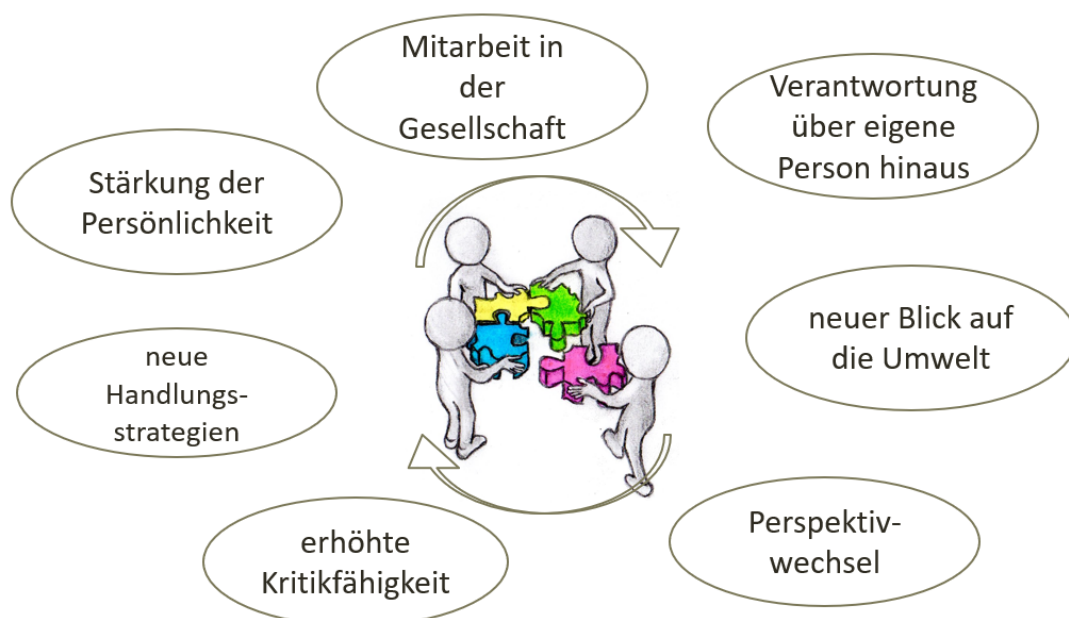 Mitarbeit in
der
Gesellschaft
Verantwortung
über eigene
Person hinaus
Stärkung der
Persönlichkeit
neuer Blick auf
die Umwelt
neue
Handlungs-
strategien
Perspektiv-
wechsel
erhöhte
Kritikfähigkeit